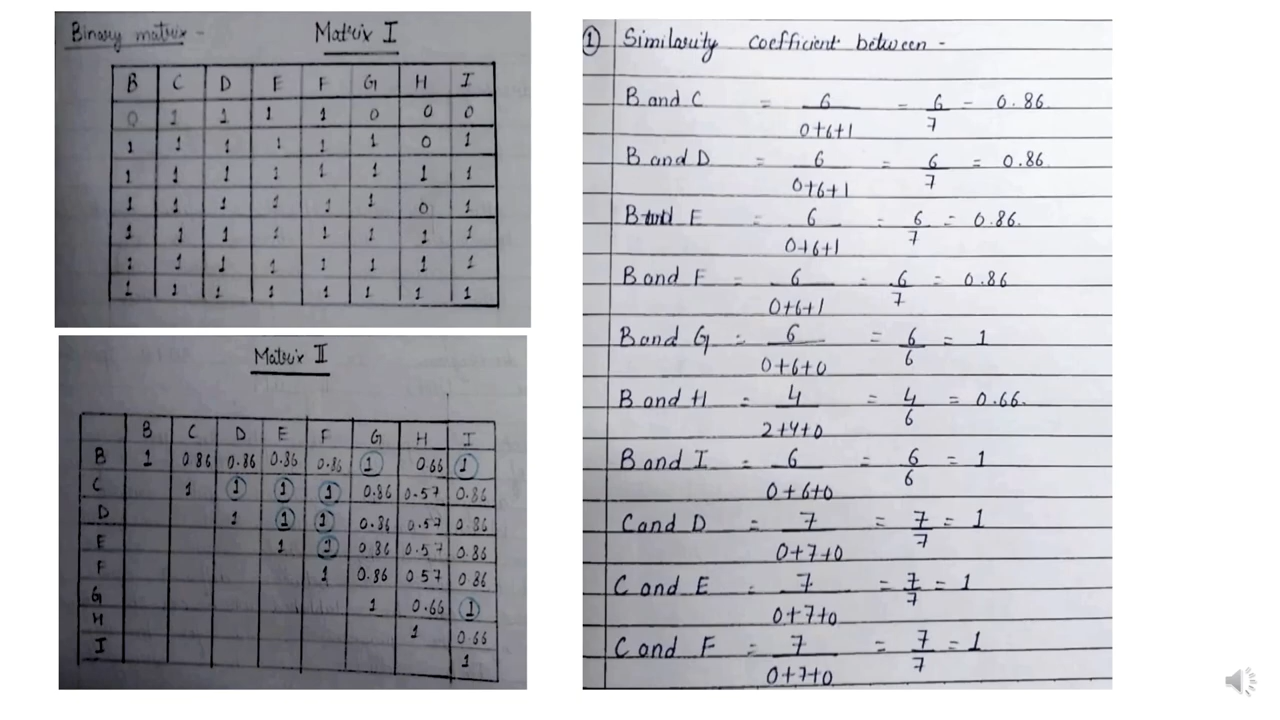 Binary matrix -
Matrix I
B C D E F G H I
0 1 1 1 1 0 0 0
1 1 1 1 1 1 0 1
1 1 1 1 1 1 1 1
1 1 1 1 1 1 0 1
1 1 1 1 1 1 1 1
1 1 1 1 1 1 1 1
1 1 1 1 1 1 1 1
Matrix II
B C D E F G H I
B 1 0.86 0.86 0.86 0.86 1 0.66 1
C 1 1 1 1 0.86 0.57 0.86
D 1 1 1 0.86 0.57 0.86
E 1 1 0.86 0.57 0.86
F 1 0.86 0.57 0.86
G 1 0.66 1
H 1 0.66
I 1
1 Similarity coefficient between -
B and C = 6 = 6 = 0.86
0+6+1 7
B and D = 6 = 6 = 0.86
0+6+1 7
B and E = 6 = 6 = 0.86.
0+6+1 7
B and F = 6 = 6 = 0.86
0+6+1 7
B and G = 6 = 6 = 1
0+6+0 6
B and H = 4 = 4 = 0.66.
2+4+0 6
B and I = 6 = 6 = 1
0+6+0 6
C and D = 7 = 7 = 1
0+7+0 7
C and E = 7 = 7 = 1
0+7+0 7
C and F = 7 = 7 = 1
0+7+0 7